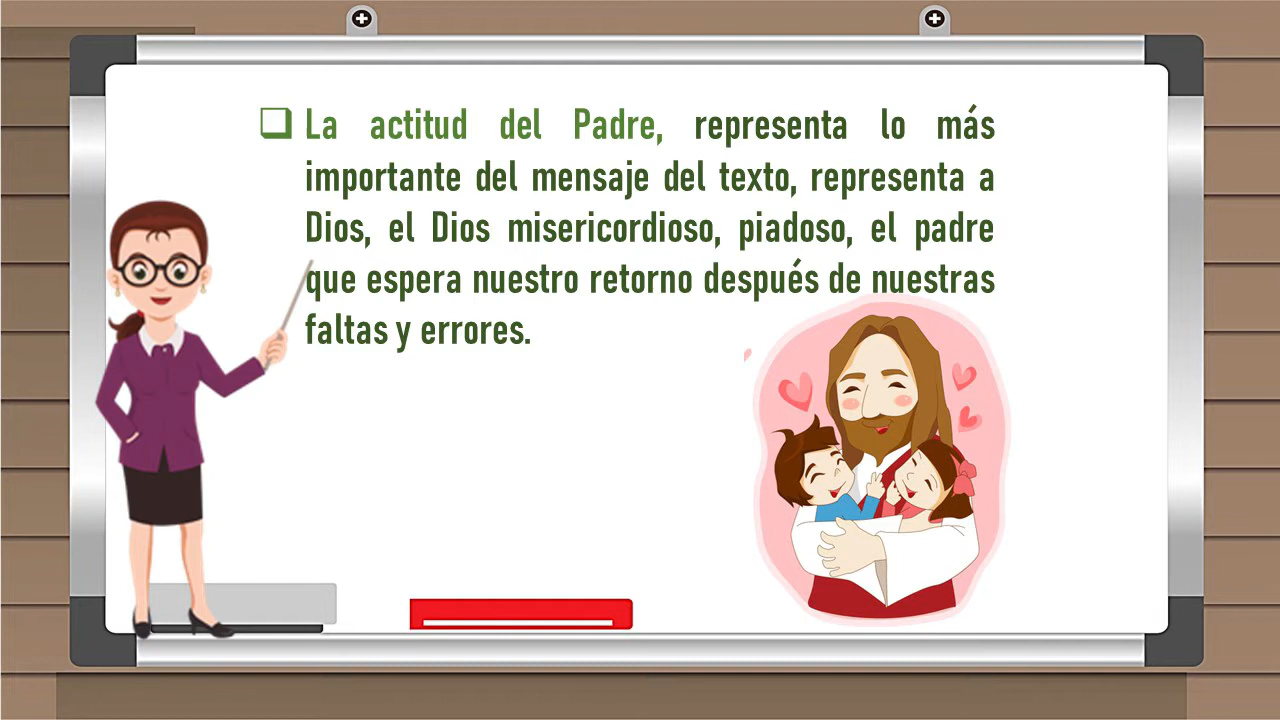 ❑ La actitud del Padre, representa lo más
importante del mensaje del texto, representa a
Dios, el Dios misericordioso, piadoso, el padre
que espera nuestro retorno después de nuestras
faltas y errores.